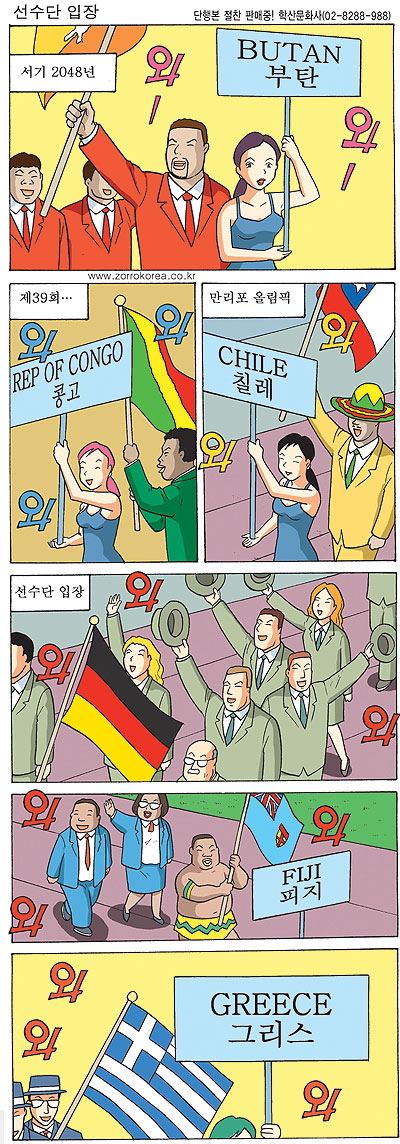 선수단 입장
단행본 절찬 판매중! 학산문화사(02-8288-988)
서기 2048년
와
BUTAN
부탄
와
www.zorrokorea.co.kr
제39회…
와
와
REP OF CONGO
콩고
와
만리포 올림픽
와
CHILE
칠레
와
선수단 입장
와
와
와
와
와
와
FIJI
피지
와
와
GREECE
그리스
와
와